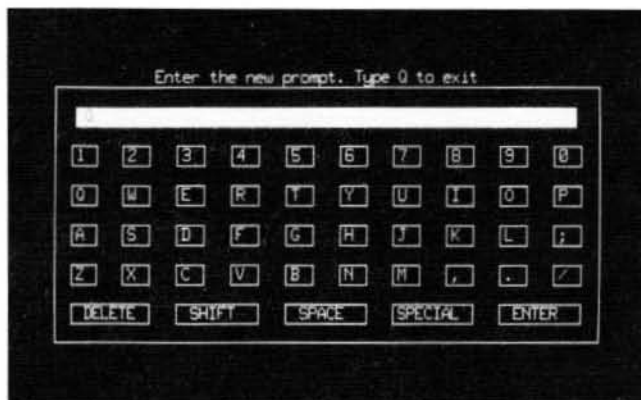 Enter the new prompt. Type Q to exit
Q
1 2 3 4 5 6 7 8 9 0
Q W E R T Y U I O P
A S D F G H J K L ;
Z X C V B N M , . /
DELETE SHIFT SPACE SPECIAL ENTER